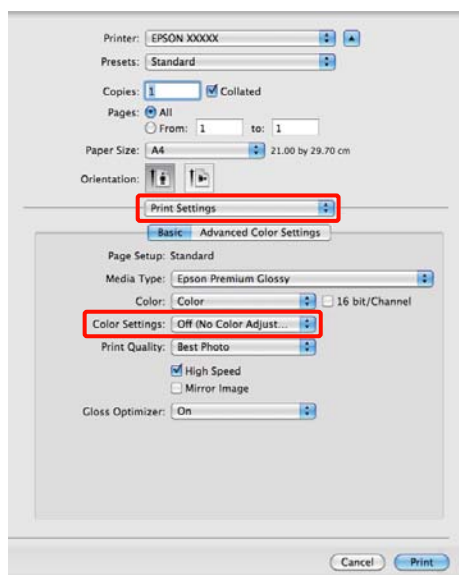 Printer: EPSON XXXXX
Presets: Standard
Copies: 1 Collated
Pages: All
From: 1 to: 1
Paper Size: A4 21.00 by 29.70 cm
Orientation:
Print Settings
Basic Advanced Color Settings
Page Setup: Standard
Media Type: Epson Premium Glossy
Color: Color 16 bit/Channel
Color Settings: Off (No Color Adjust...
Print Quality: Best Photo
High Speed
Mirror Image
Gloss Optimizer: On
Cancel Print